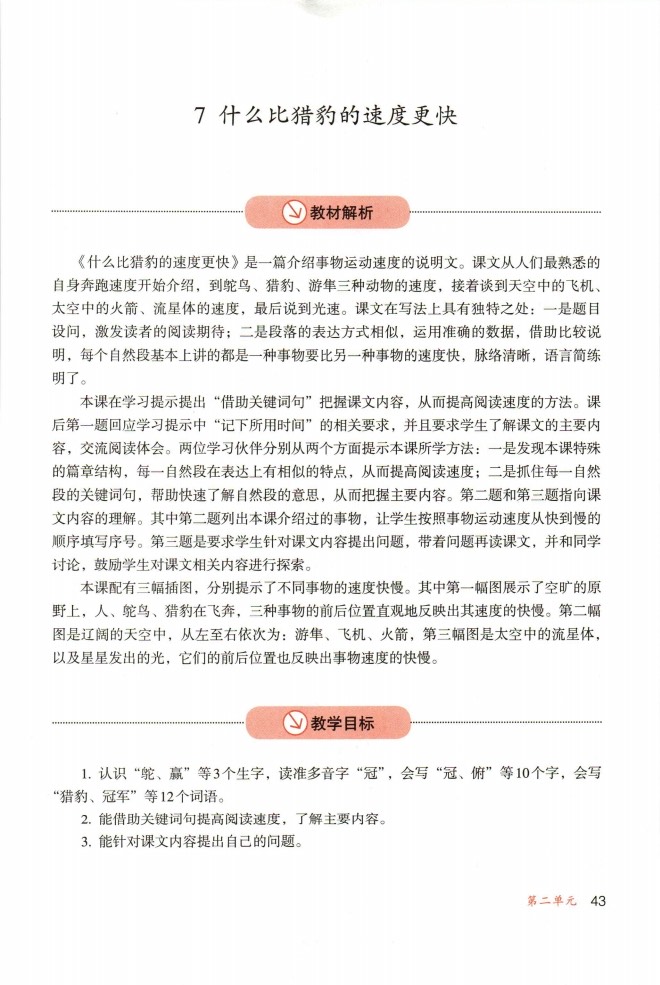 7 什么比猎豹的速度更快
教材解析
《什么比猎豹的速度更快》是一篇介绍事物运动速度的说明文。课文从人们最熟悉的
自身奔跑速度开始介绍，到鸵鸟、猎豹、游隼三种动物的速度，接着谈到天空中的飞机、
太空中的火箭、流星体的速度，最后说到光速。课文在写法上具有独特之处：一是题目
设问，激发读者的阅读期待；二是段落的表达方式相似，运用准确的数据，借助比较说
明，每个自然段基本上讲的都是一种事物要比另一种事物的速度快，脉络清晰，语言简练
明了。
本课在学习提示提出“借助关键词句”把握课文内容，从而提高阅读速度的方法。课
后第一题回应学习提示中“记下所用时间”的相关要求，并且要求学生了解课文的主要内
容，交流阅读体会。两位学习伙伴分别从两个方面提示本课所学方法：一是发现本课特殊
的篇章结构，每一自然段在表达上有相似的特点，从而提高阅读速度；二是抓住每一自然
段的关键词句，帮助快速了解自然段的意思，从而把握主要内容。第二题和第三题指向课
文内容的理解。其中第二题列出本课介绍过的事物，让学生按照事物运动速度从快到慢的
顺序填写序号。第三题是要求学生针对课文内容提出问题，带着问题再读课文，并和同学
讨论，鼓励学生对课文相关内容进行探索。
本课配有三幅插图，分别提示了不同事物的速度快慢。其中第一幅图展示了空旷的原
野上，人、鸵鸟、猎豹在飞奔，三种事物的前后位置直观地反映出其速度的快慢。第二幅
图是辽阔的天空中，从左至右依次为：游隼、飞机、火箭，第三幅图是太空中的流星体，
以及星星发出的光，它们的前后位置也反映出事物速度的快慢。
教学目标
1. 认识“鸵、赢”等3个生字，读准多音字“冠”，会写“冠、俯”等10个字，会写
“猎豹、冠军”等12个词语。
2. 能借助关键词句提高阅读速度，了解主要内容。
3. 能针对课文内容提出自己的问题。
第二单元 43